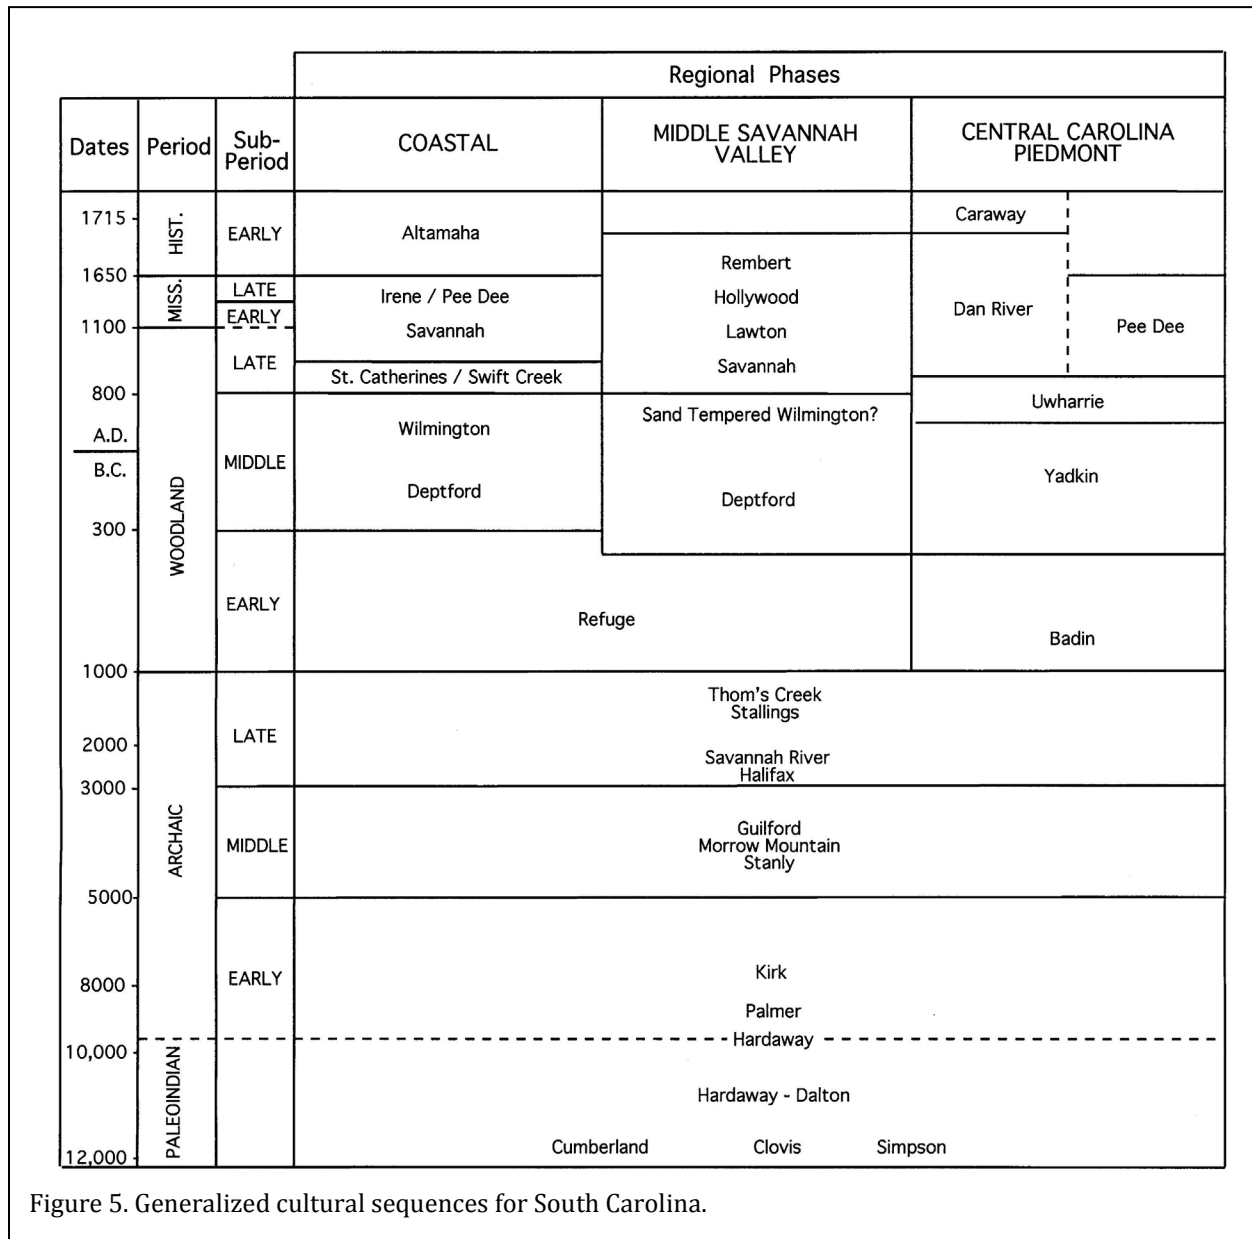 Regional Phases
Dates Period Sub-Period COASTAL MIDDLE SAVANNAH VALLEY CENTRAL CAROLINA PIEDMONT
1715 HIST. EARLY Altamaha Caraway
1650
Rembert
MISS. LATE Irene / Pee Dee Hollywood Dan River
EARLY Savannah Lawton Pee Dee
1100
LATE Savannah
St. Catherines / Swift Creek
800
Uwharrie
Sand Tempered Wilmington?
A.D. Wilmington
B.C. WOODLAND MIDDLE Yadkin
Deptford Deptford
300
EARLY Refuge Badin
1000
Thom's Creek
Stallings
LATE
2000
Savannah River
Halifax
3000
ARCHAIC
Guilford
MIDDLE Morrow Mountain
Stanly
5000
Kirk
8000 EARLY
Palmer
Hardaway
10,000
PALEOINDIAN
Hardaway - Dalton
Cumberland Clovis Simpson
12,000
Figure 5. Generalized cultural sequences for South Carolina.